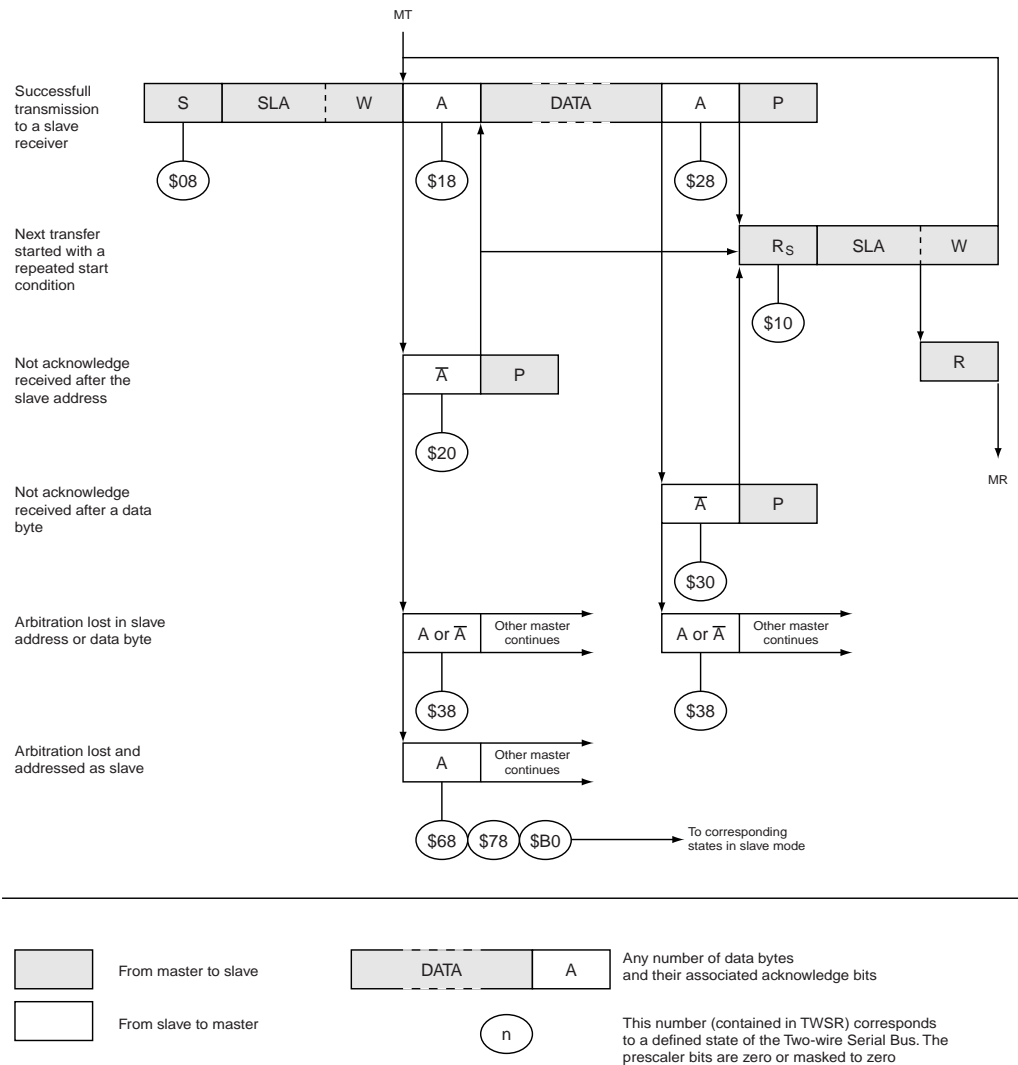 MT
Successfull
transmission
to a slave
receiver
S SLA W A DATA A P
$08 $18 $28
Next transfer
started with a
repeated start
condition
RS SLA W
$10
Not acknowledge
received after the
slave address
A̅ P
R
$20
MR
Not acknowledge
received after a data
byte
A̅ P
$30
Arbitration lost in slave
address or data byte
A or A̅ Other master
continues
A or A̅ Other master
continues
$38 $38
Arbitration lost and
addressed as slave
A Other master
continues
$68 $78 $B0
To corresponding
states in slave mode
From master to slave
DATA A
Any number of data bytes
and their associated acknowledge bits
From slave to master
n
This number (contained in TWSR) corresponds
to a defined state of the Two-wire Serial Bus. The
prescaler bits are zero or masked to zero